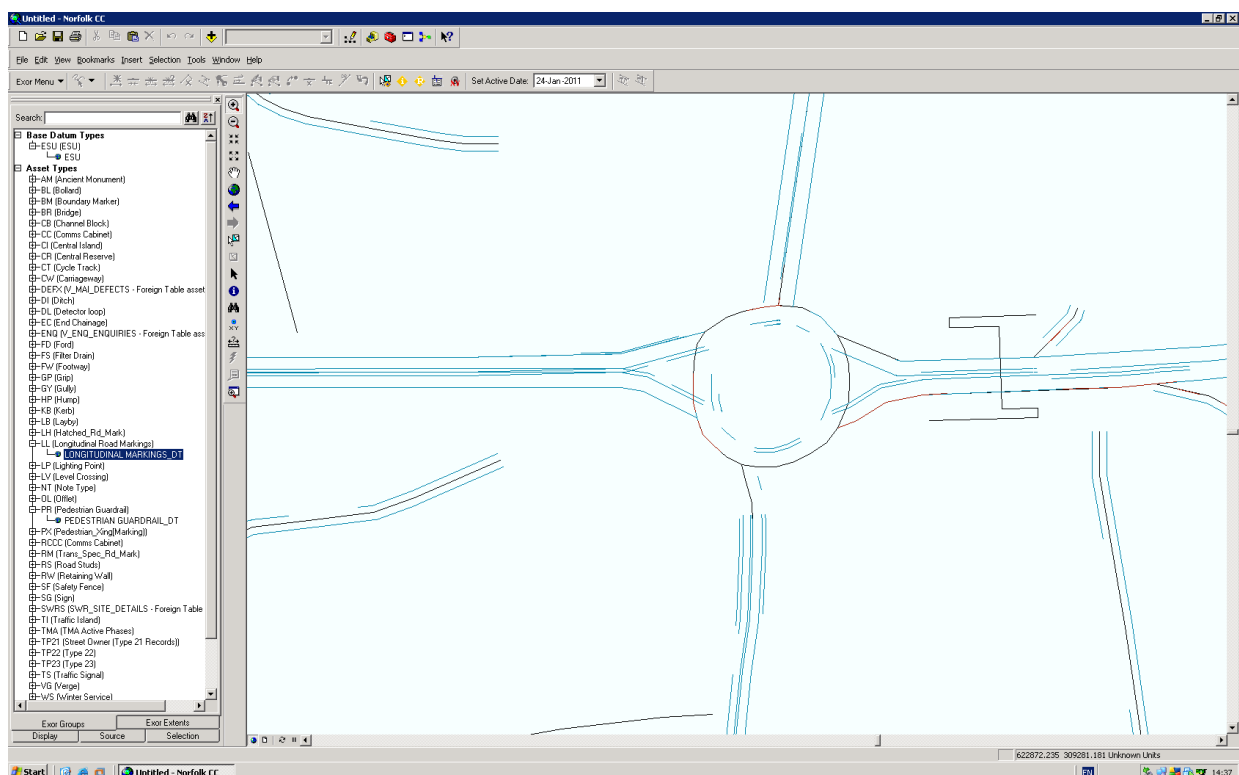 Untitled - Norfolk CC
File Edit View Bookmarks Insert Selection Tools Window Help
Exor Menu Set Active Date: 24-Jan-2011
Search:
Base Datum Types
ESU (ESU)
ESU
Asset Types
AM (Ancient Monument)
BL (Bollard)
BM (Boundary Marker)
BR (Bridge)
CB (Channel Block)
CC (Comms Cabinet)
CI (Central Island)
CR (Central Reserve)
CT (Cycle Track)
CW (Carriageway)
DEFX (V_MAI_DEFECTS - Foreign Table asset
DI (Ditch)
DL (Detector loop)
EC (End Chainage)
ENQ (V_ENQ_ENQUIRIES - Foreign Table ass
FD (Ford)
FS (Filter Drain)
FW (Footway)
GP (Grip)
GY (Gully)
HP (Hump)
KB (Kerb)
LB (Layby)
LH (Hatched_Rd_Mark)
LL (Longitudinal Road Markings)
LONGITUDINAL MARKINGS_DT
LP (Lighting Point)
LV (Level Crossing)
NT (Note Type)
OL (Offlet)
PR (Pedestrian Guardrail)
PEDESTRIAN GUARDRAIL_DT
PX (Pedestrian_Xing(Marking))
RCCC (Comms Cabinet)
RM (Trans_Spec_Rd_Mark)
RS (Road Studs)
RW (Retaining Wall)
SF (Safety Fence)
SG (Sign)
SWRS (SWR_SITE_DETAILS - Foreign Table
TI (Traffic Island)
TMA (TMA Active Phases)
TP21 (Street Owner (Type 21 Records))
TP22 (Type 22)
TP23 (Type 23)
TS (Traffic Signal)
VG (Verge)
WS (Winter Service)
Exor Groups Exor Extents
Display Source Selection
622872.235 309281.181 Unknown Units
Start Untitled - Norfolk CC EN 14:37